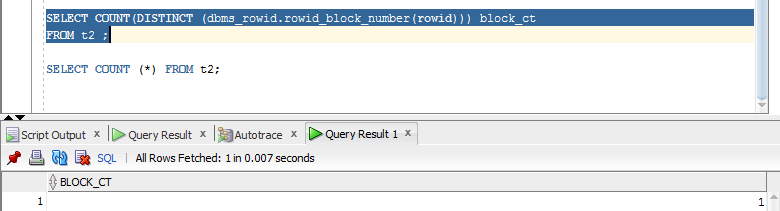 SELECT COUNT(DISTINCT (dbms_rowid.rowid_block_number(rowid))) block_ct
FROM t2 ;
SELECT COUNT (*) FROM t2;
Script Output x Query Result x Autotrace x Query Result 1 x
SQL | All Rows Fetched: 1 in 0.007 seconds
BLOCK_CT
1 1